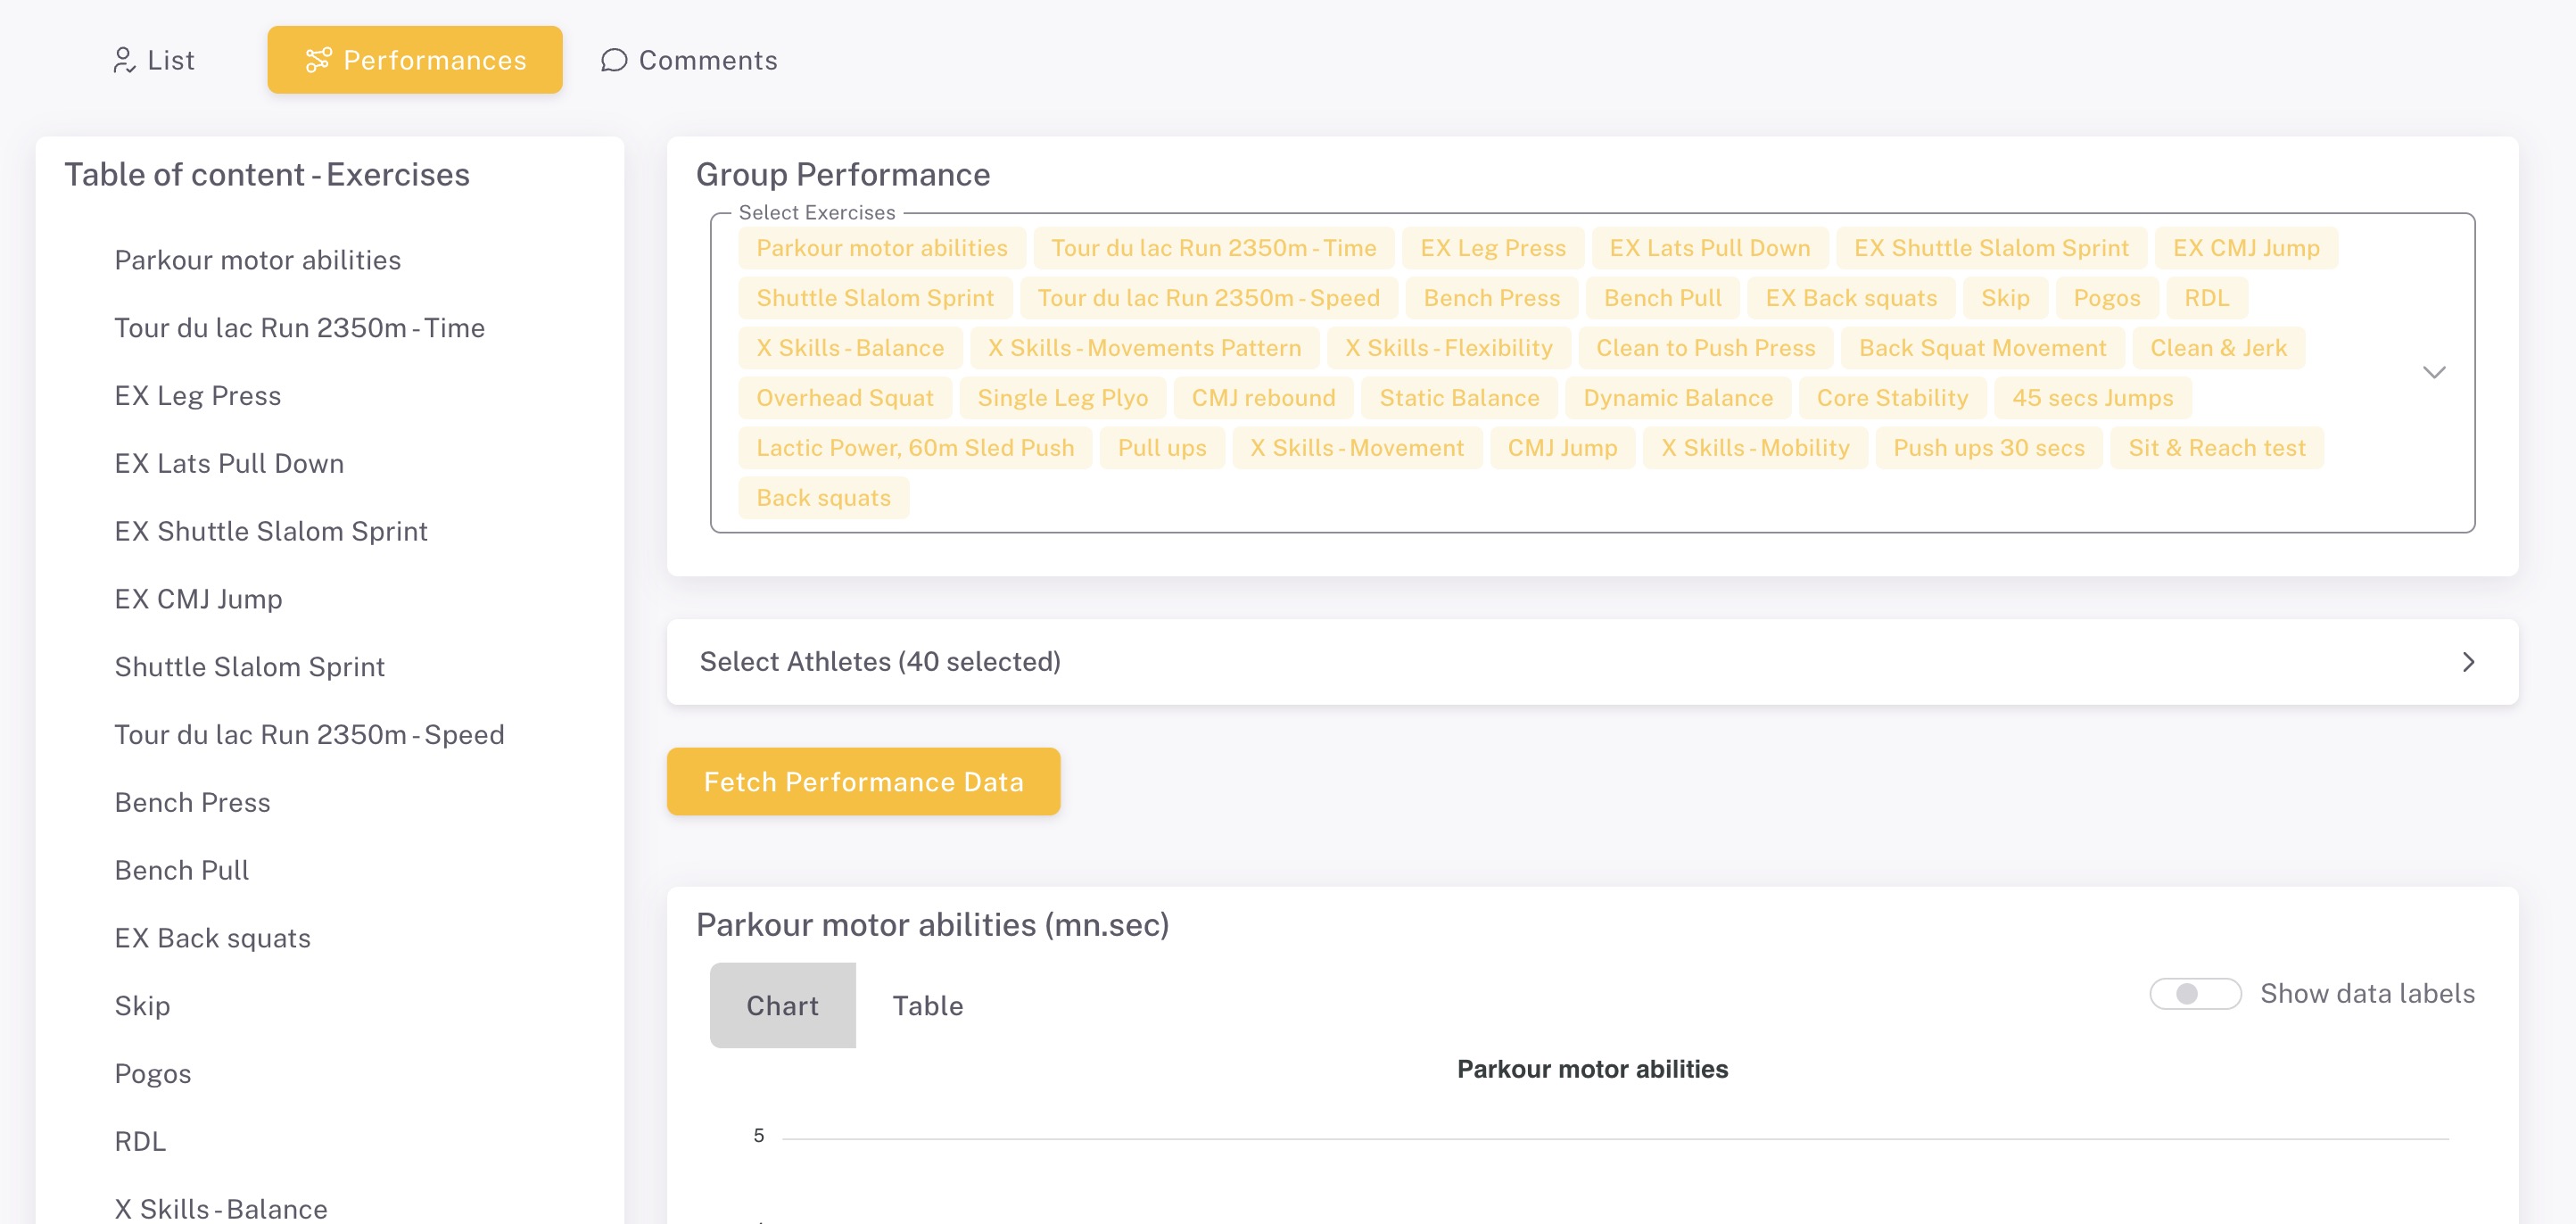 List
Performances
Comments
Table of content - Exercises
Parkour motor abilities
Tour du lac Run 2350m - Time
EX Leg Press
EX Lats Pull Down
EX Shuttle Slalom Sprint
EX CMJ Jump
Shuttle Slalom Sprint
Tour du lac Run 2350m - Speed
Bench Press
Bench Pull
EX Back squats
Skip
Pogos
RDL
X Skills - Balance
Group Performance
Select Exercises
Parkour motor abilities Tour du lac Run 2350m - Time EX Leg Press EX Lats Pull Down EX Shuttle Slalom Sprint EX CMJ Jump
Shuttle Slalom Sprint Tour du lac Run 2350m - Speed Bench Press Bench Pull EX Back squats Skip Pogos RDL
X Skills - Balance X Skills - Movements Pattern X Skills - Flexibility Clean to Push Press Back Squat Movement Clean & Jerk
Overhead Squat Single Leg Plyo CMJ rebound Static Balance Dynamic Balance Core Stability 45 secs Jumps
Lactic Power, 60m Sled Push Pull ups X Skills - Movement CMJ Jump X Skills - Mobility Push ups 30 secs Sit & Reach test
Back squats
Select Athletes (40 selected)
Fetch Performance Data
Parkour motor abilities (mn.sec)
Chart Table
Show data labels
Parkour motor abilities
5